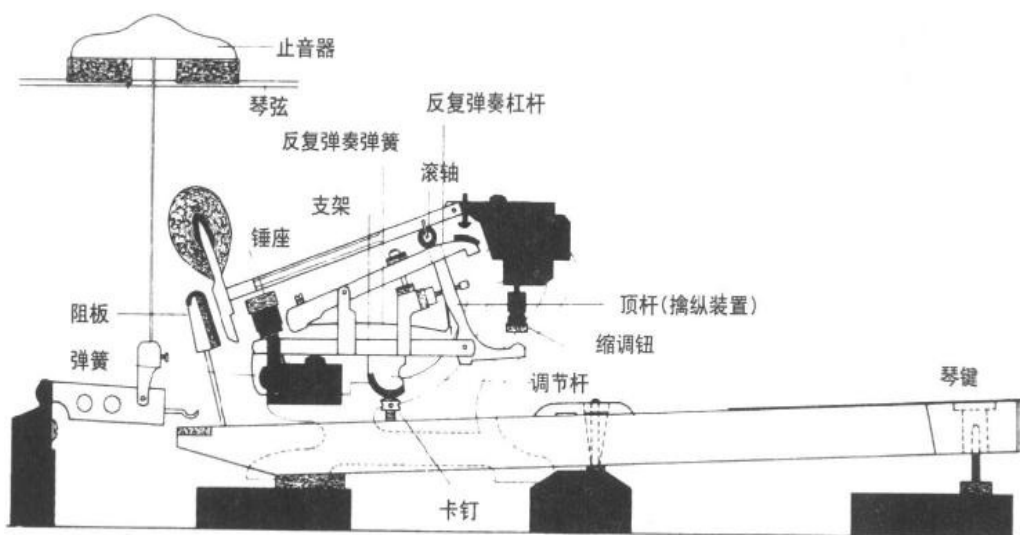 止音器
琴弦
反复弹奏杠杆
反复弹奏弹簧
滚轴
支架
锤座
阻板
顶杆(擒纵装置)
缩调钮
弹簧
调节杆
琴键
卡钉